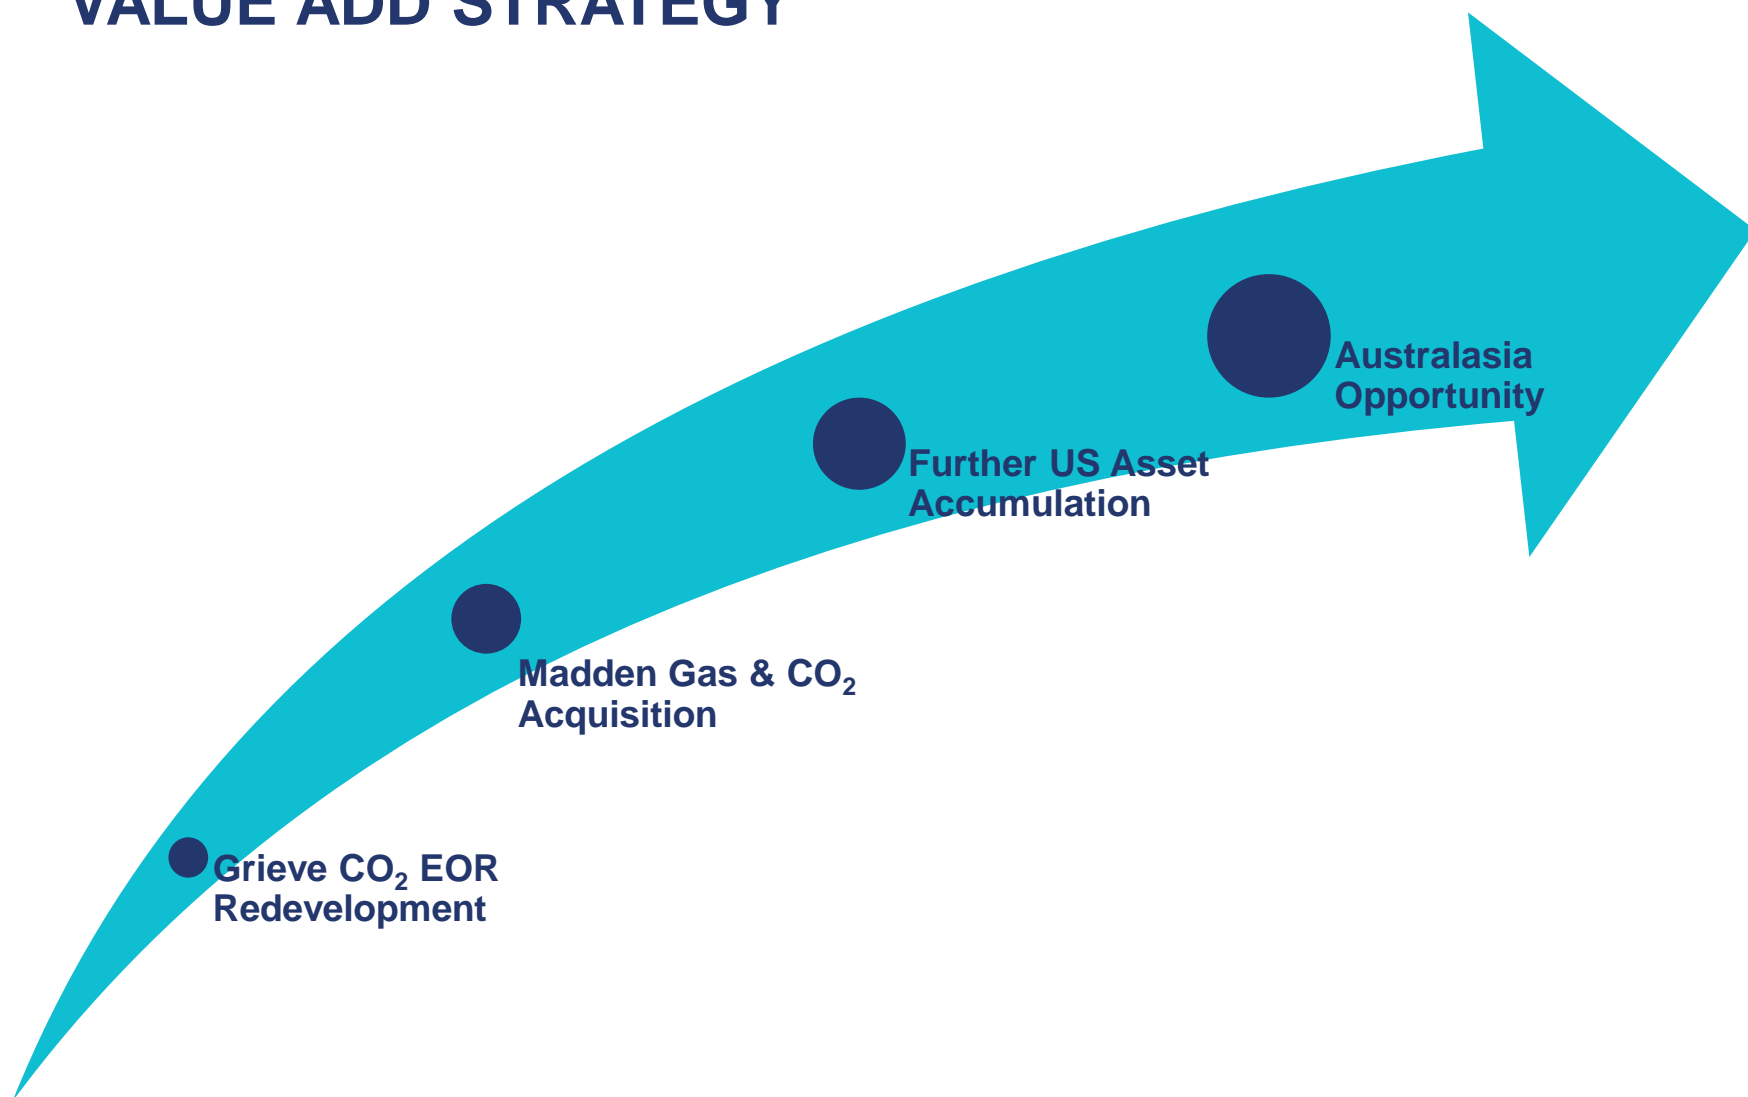 VALUE ADD STRATEGY
Australasia
Opportunity
Further US Asset
Accumulation
Madden Gas & CO₂
Acquisition
Grieve CO₂ EOR
Redevelopment